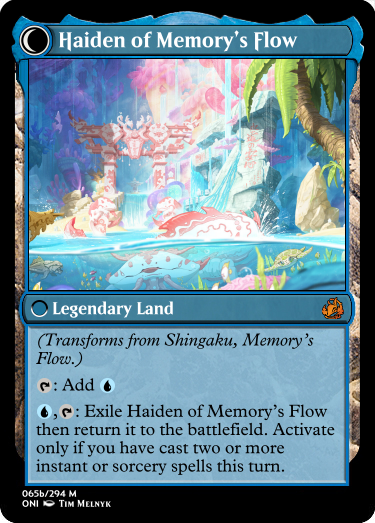 Haiden of Memory's Flow
Legendary Land
(Transforms from Shingaku, Memory's
Flow.)
: Add
, : Exile Haiden of Memory's Flow
then return it to the battlefield. Activate
only if you have cast two or more
instant or sorcery spells this turn.
065b/294 M
ONI Tim Melnyk